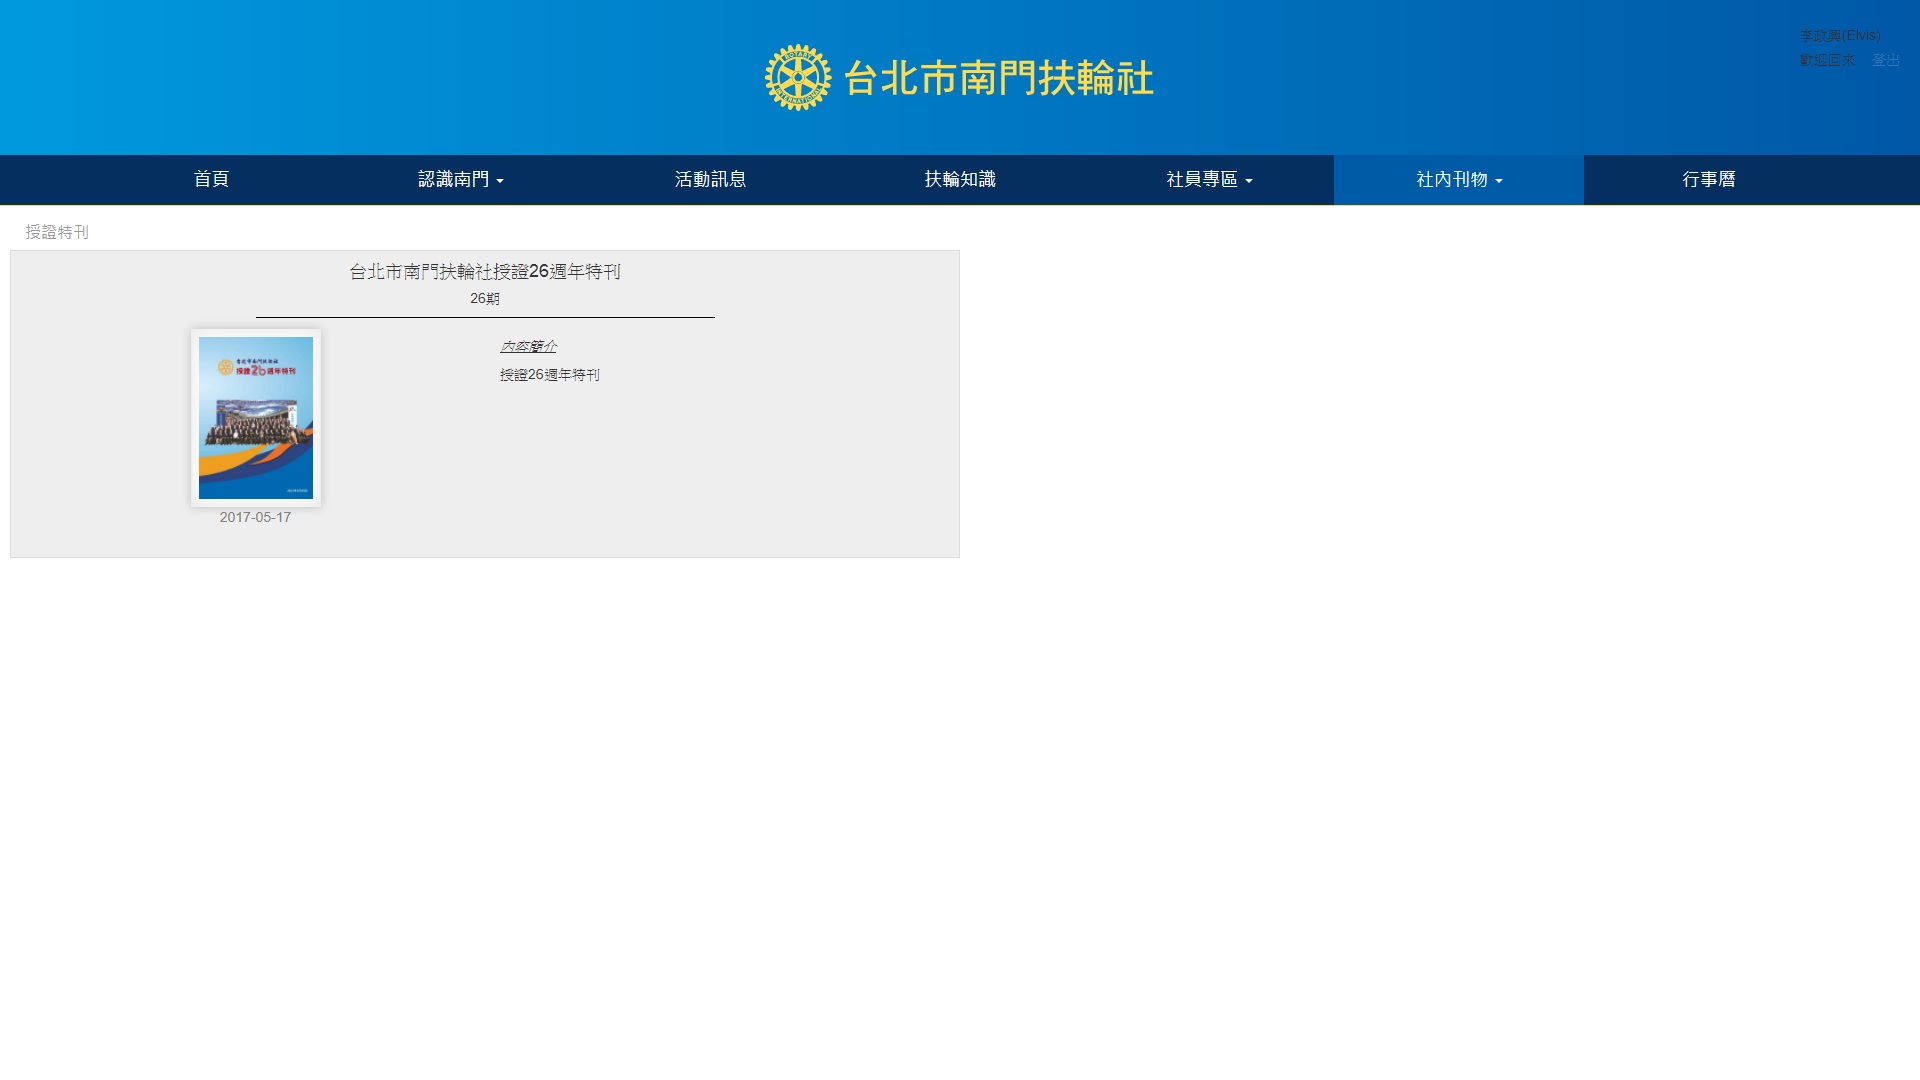 李政興(Elvis)
歡迎回來 登出
ROTARY
INTERNATIONAL
台北市南門扶輪社
首頁 認識南門 活動訊息 扶輪知識 社員專區 社內刊物 行事曆
授證特刊
台北市南門扶輪社授證26週年特刊
26期
內容簡介
授證26週年特刊
台北市南門扶輪社
授證26週年特刊
2017-05-17